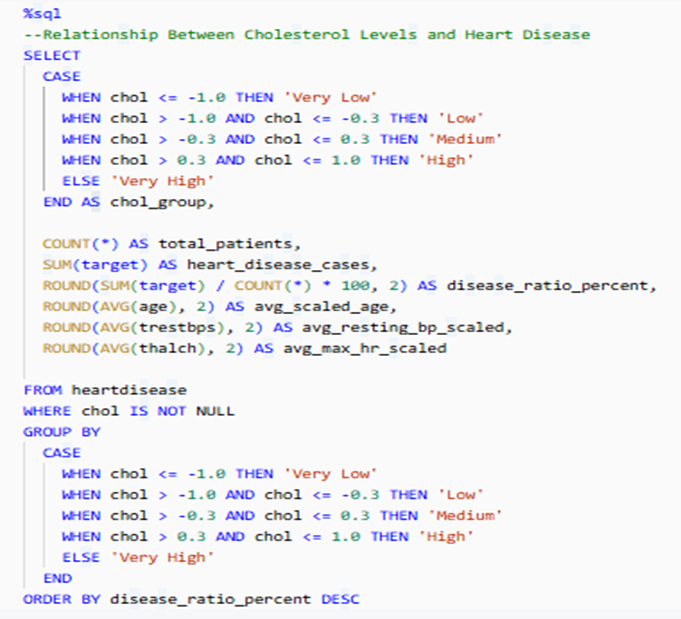 %sql
--Relationship Between Cholesterol Levels and Heart Disease
SELECT
CASE
WHEN chol <= -1.0 THEN 'Very Low'
WHEN chol > -1.0 AND chol <= -0.3 THEN 'Low'
WHEN chol > -0.3 AND chol <= 0.3 THEN 'Medium'
WHEN chol > 0.3 AND chol <= 1.0 THEN 'High'
ELSE 'Very High'
END AS chol_group,
COUNT(*) AS total_patients,
SUM(target) AS heart_disease_cases,
ROUND(SUM(target) / COUNT(*) * 100, 2) AS disease_ratio_percent,
ROUND(AVG(age), 2) AS avg_scaled_age,
ROUND(AVG(trestbps), 2) AS avg_resting_bp_scaled,
ROUND(AVG(thalch), 2) AS avg_max_hr_scaled
FROM heartdisease
WHERE chol IS NOT NULL
GROUP BY
CASE
WHEN chol <= -1.0 THEN 'Very Low'
WHEN chol > -1.0 AND chol <= -0.3 THEN 'Low'
WHEN chol > -0.3 AND chol <= 0.3 THEN 'Medium'
WHEN chol > 0.3 AND chol <= 1.0 THEN 'High'
ELSE 'Very High'
END
ORDER BY disease_ratio_percent DESC